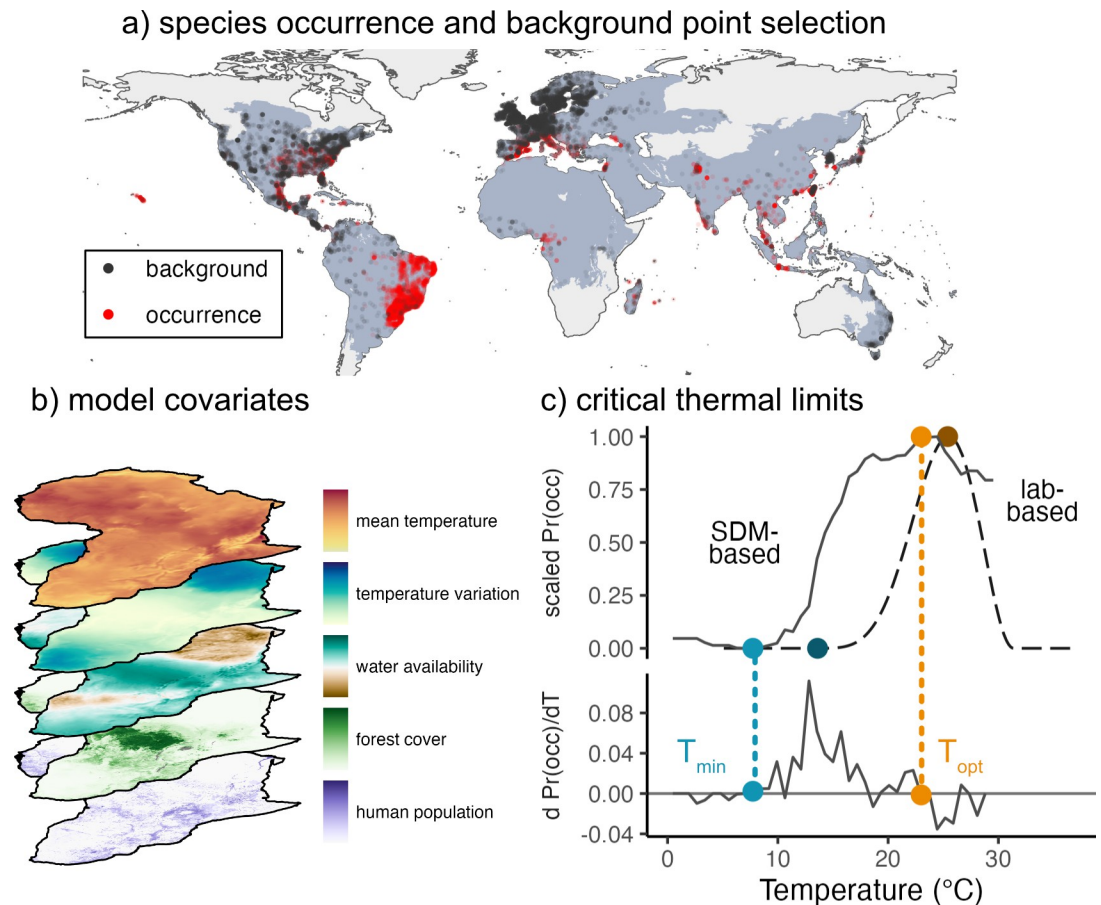 a) species occurrence and background point selection
background
occurrence
b) model covariates
mean temperature
temperature variation
water availability
forest cover
human population
c) critical thermal limits
scaled Pr(occ)
1.00
0.75
0.50
0.25
0.00
SDM-
based
lab-
based
d Pr(occ)/dT
0.08
0.04
0.00
-0.04
Tmin
Topt
0
10
20
30
Temperature (°C)